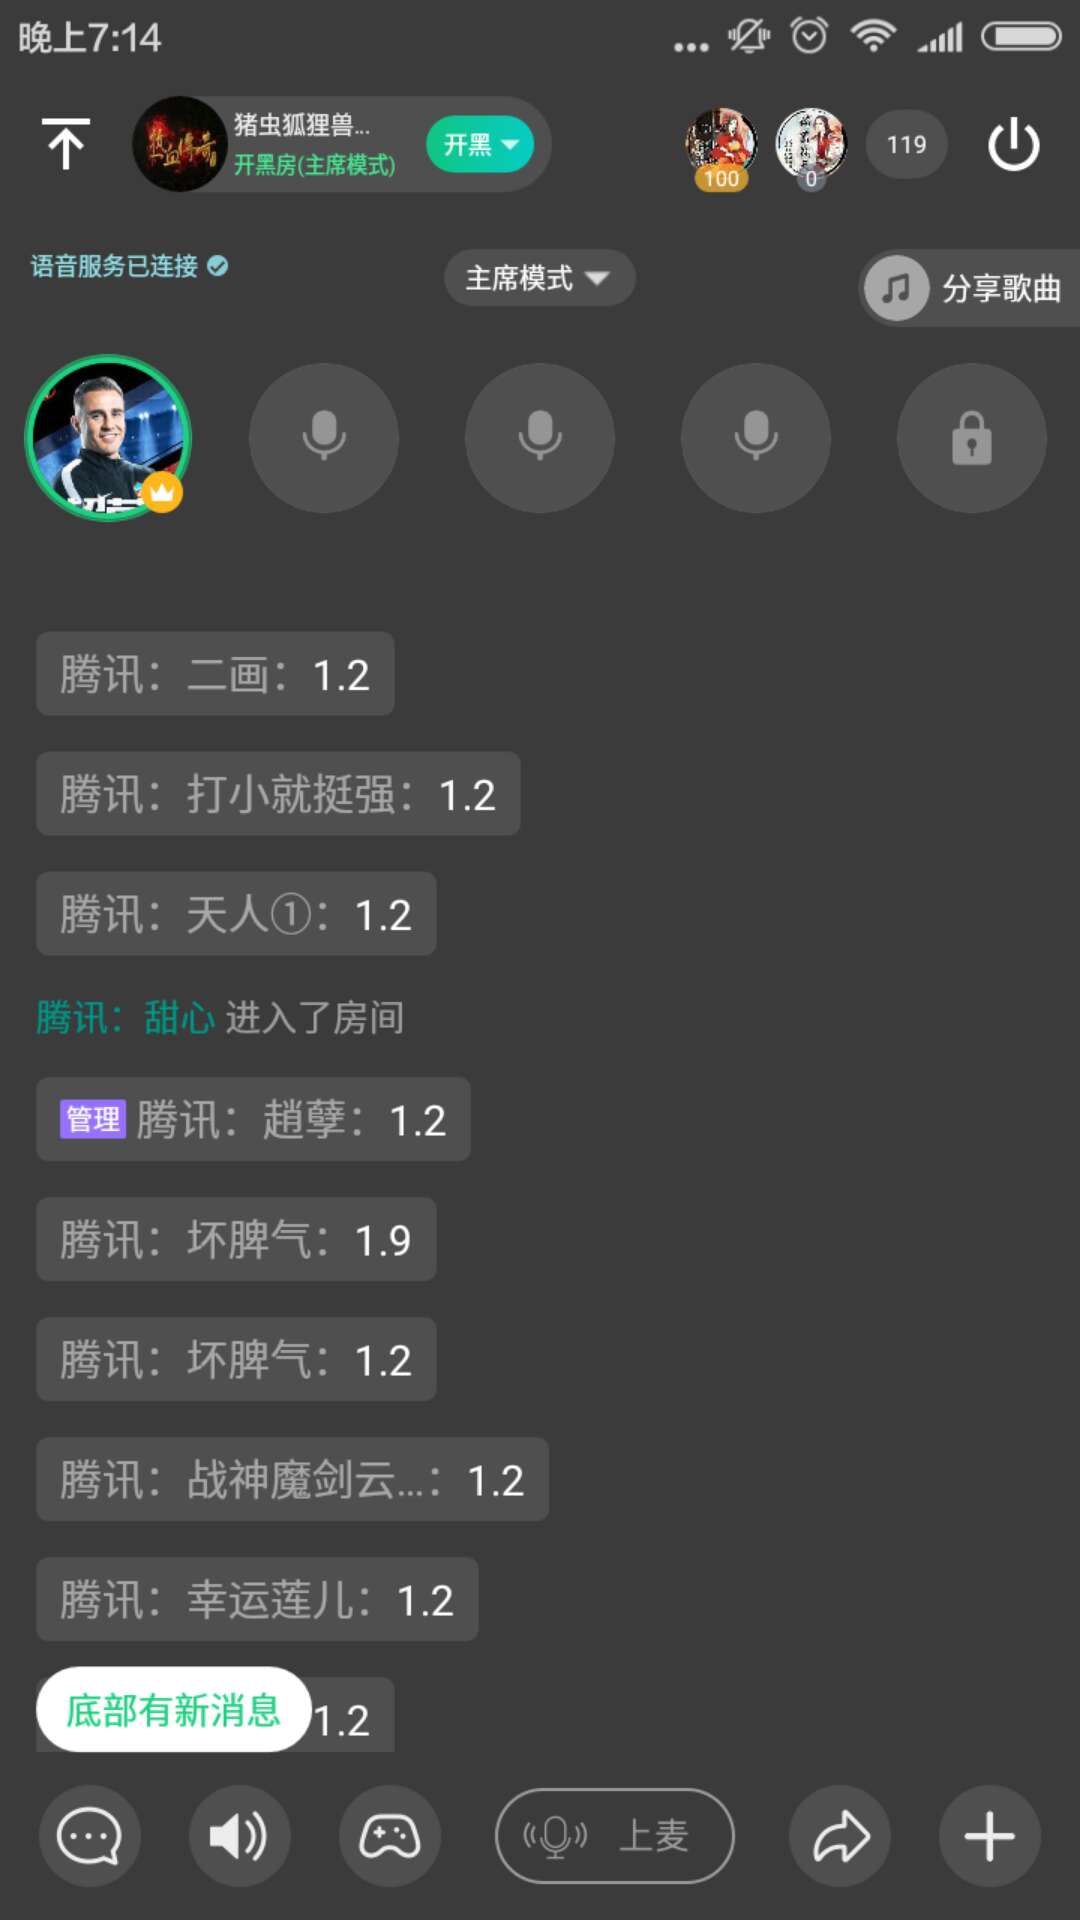 晚上7:14
猪虫狐狸兽...
开黑房(主席模式)
开黑
100
0
119
语音服务已连接
主席模式
分享歌曲
腾讯：二画：1.2
腾讯：打小就挺强：1.2
腾讯：天人①：1.2
腾讯：甜心 进入了房间
管理 腾讯：趙孽：1.2
腾讯：坏脾气：1.9
腾讯：坏脾气：1.2
腾讯：战神魔剑云...：1.2
腾讯：幸运莲儿：1.2
底部有新消息 1.2
上麦